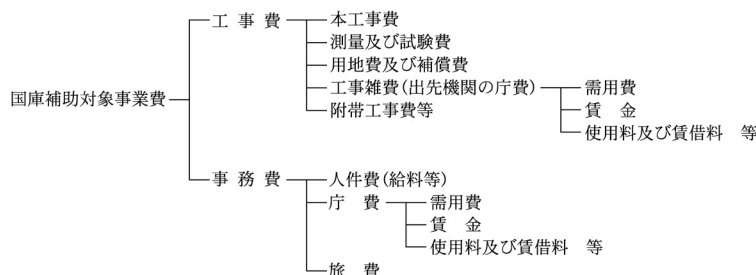 工事費
本工事費
測量及び試験費
用地費及び補償費
工事雑費(出先機関の庁費)
需用費
国庫補助対象事業費
附帯工事費等
賃　金
使用料及び賃借料　等
事務費
人件費(給料等)
庁　費
需用費
賃　金
使用料及び賃借料　等
旅　費